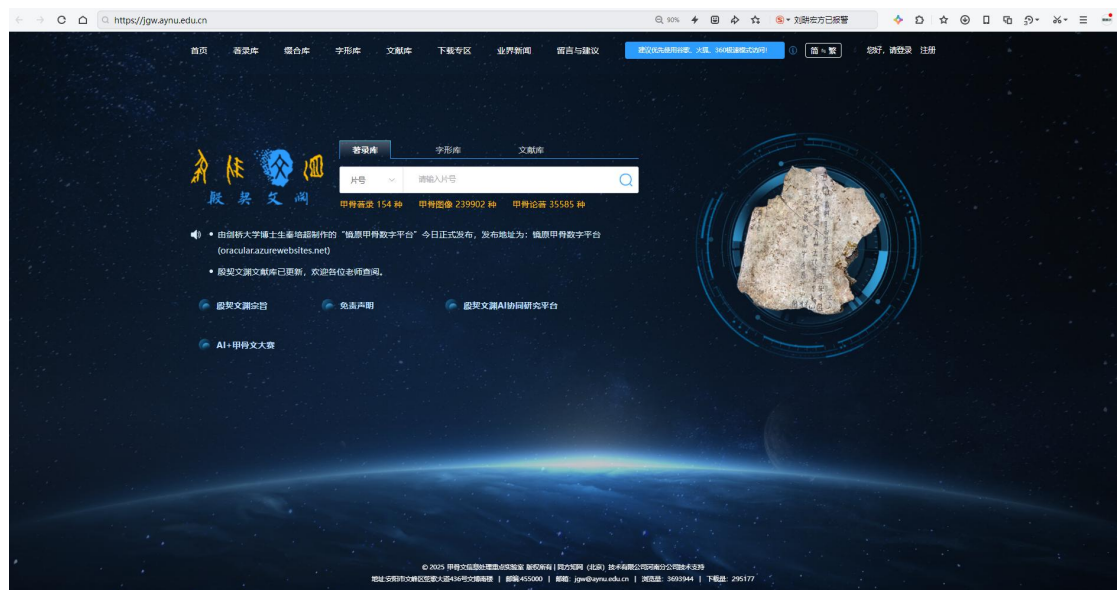 https://jgw.aynu.edu.cn
90%
刘畊宏方已报警
首页 著录库 缀合库 字形库 文献库 下载专区 业界新闻 留言与建议
建议优先使用谷歌、火狐、360极速模式访问!
简 ⇋ 繁
您好，请登录 注册
著录库 字形库 文献库
片号 请输入片号
殷契文渊
甲骨著录 154 种 甲骨图像 239902 种 甲骨论著 35585 种
• 由剑桥大学博士生秦培超制作的“镜原甲骨数字平台”今日正式发布，发布地址为：镜原甲骨数字平台
(oracular.azurewebsites.net)
• 殷契文渊文献库已更新，欢迎各位老师查阅。
殷契文渊宗旨 免责声明 殷契文渊AI协同研究平台
AI+甲骨文大赛
© 2025 甲骨文信息处理重点实验室 版权所有 | 同方知网（北京）技术有限公司河南分公司技术支持
地址:安阳市文峰区弦歌大道436号文博南楼 | 邮编:455000 | 邮箱: jgw@aynu.edu.cn | 浏览量: 3693944 | 下载量: 295177